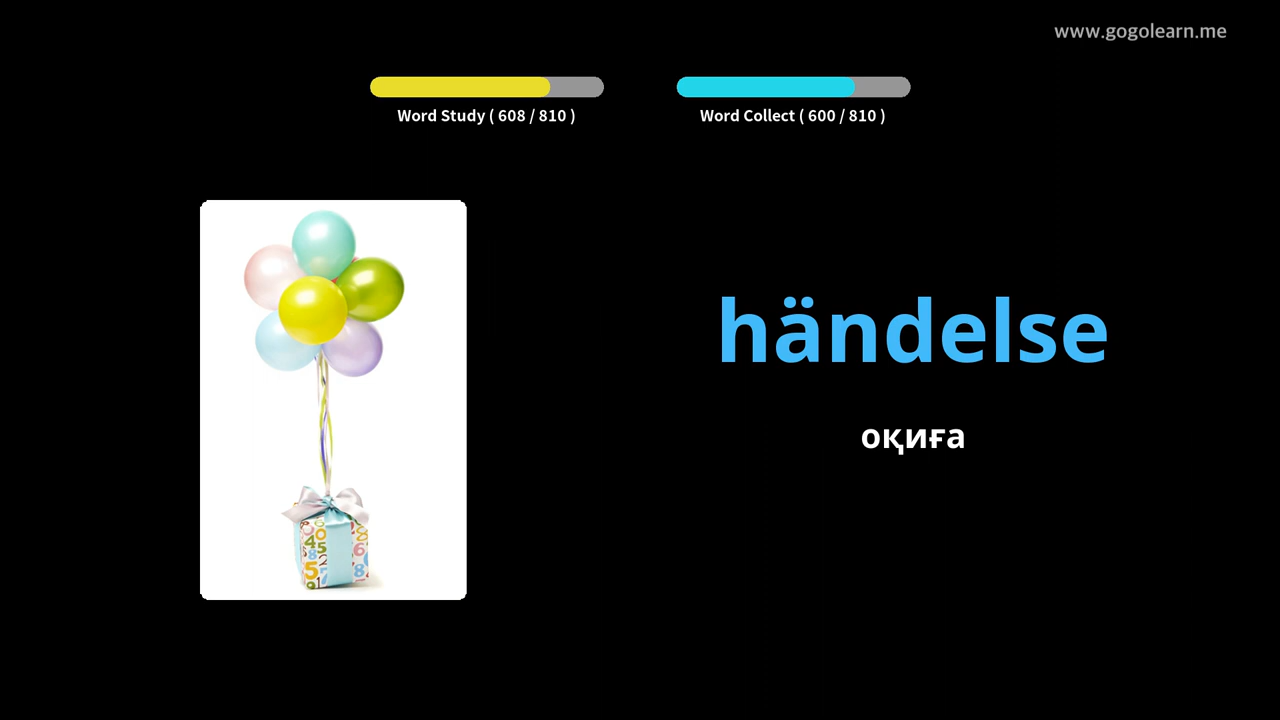 www.gogolearn.me
Word Study ( 608 / 810 )
Word Collect ( 600 / 810 )
händelse
оқиға